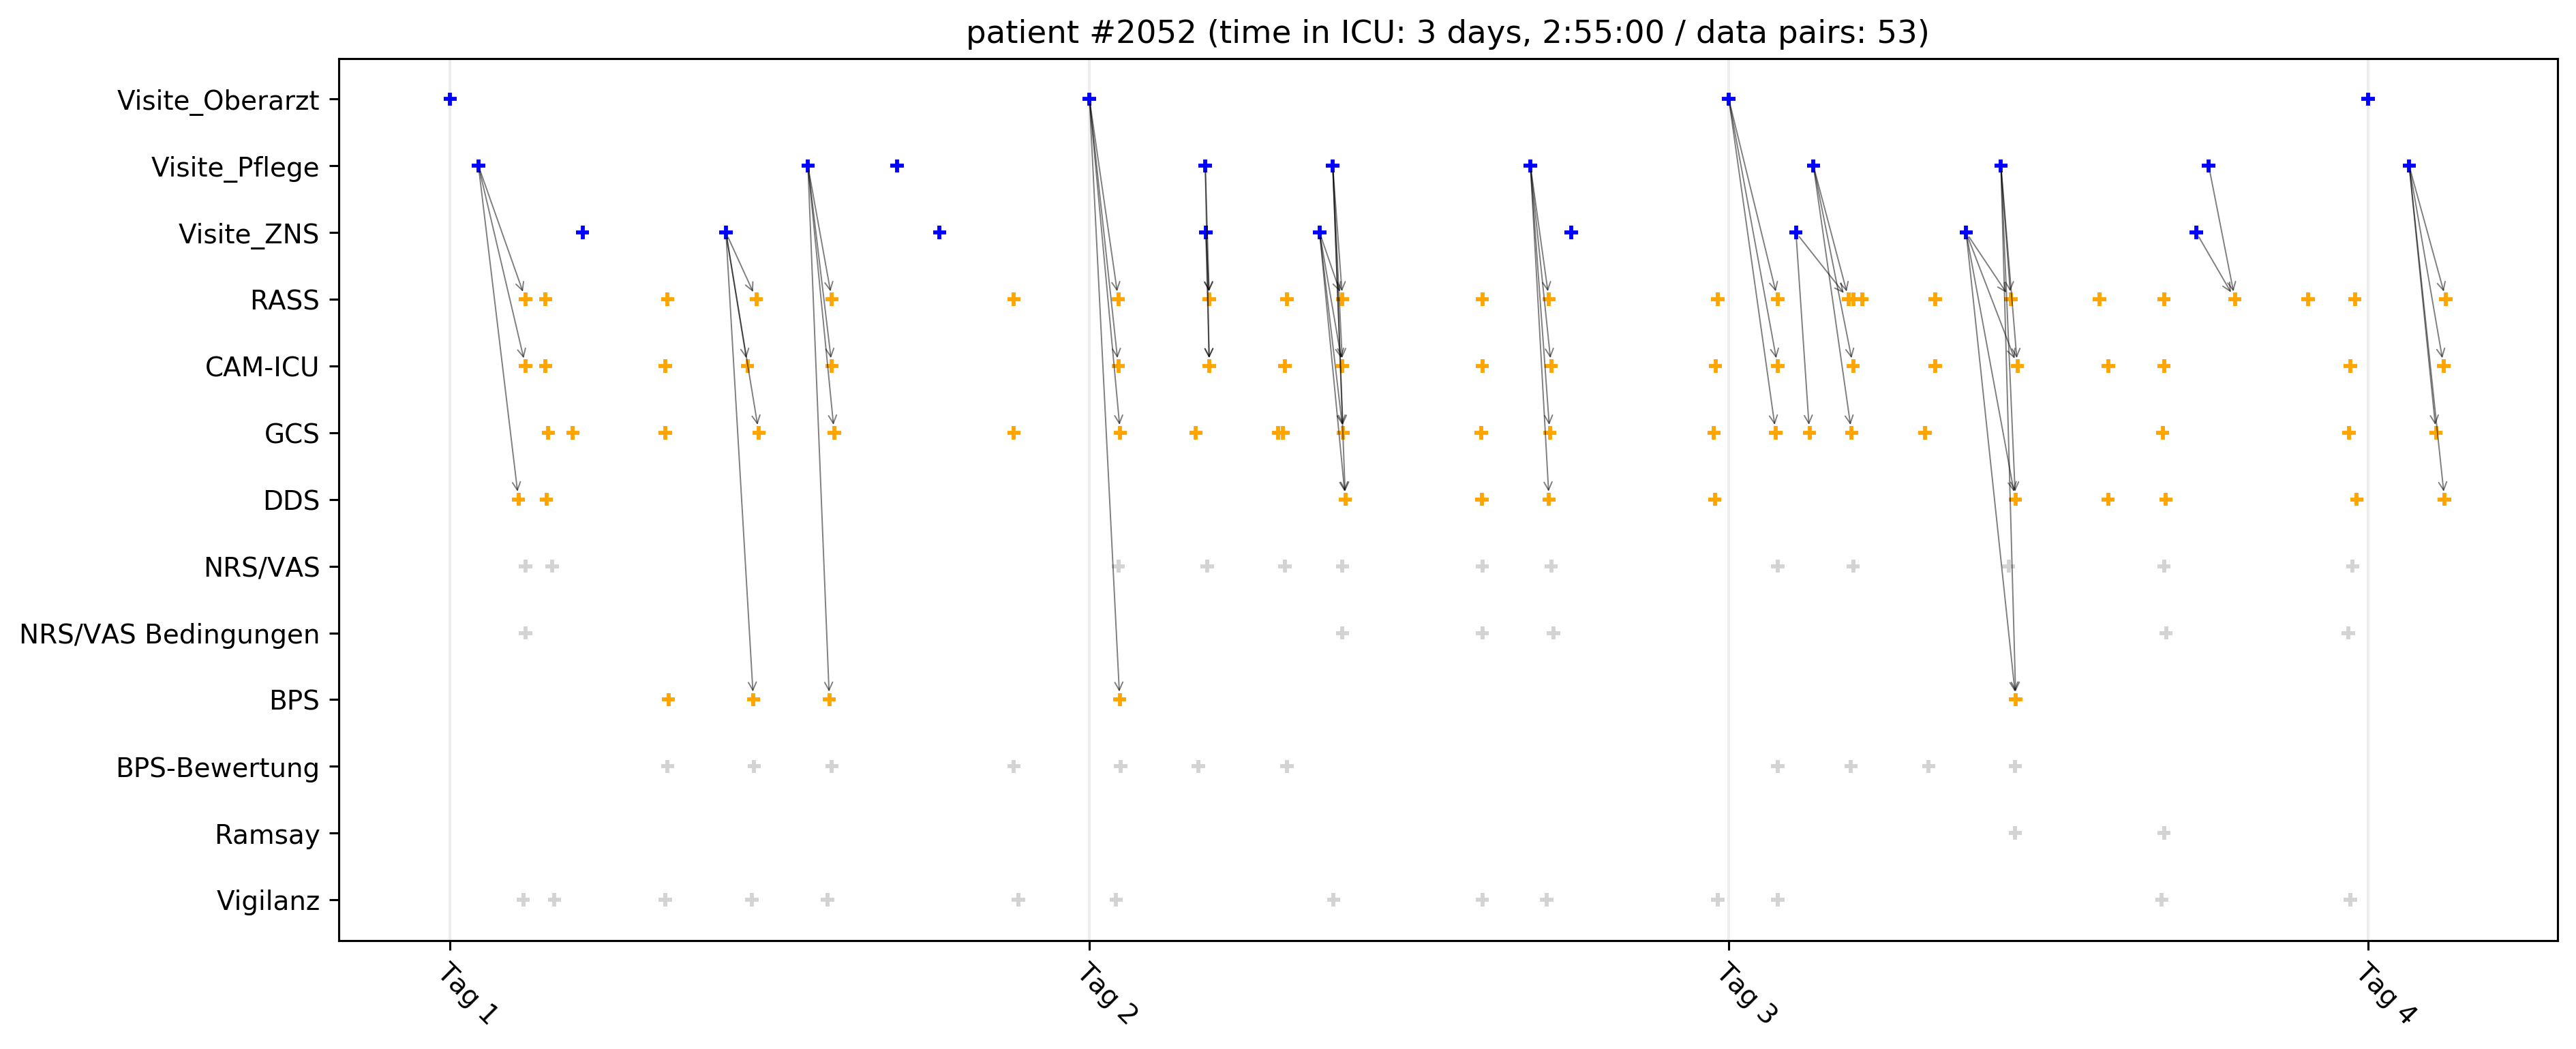 patient #2052 (time in ICU: 3 days, 2:55:00 / data pairs: 53)
Visite_Oberarzt
Visite_Pflege
Visite_ZNS
RASS
CAM-ICU
GCS
DDS
NRS/VAS
NRS/VAS Bedingungen
BPS
BPS-Bewertung
Ramsay
Vigilanz
Tag 1
Tag 2
Tag 3
Tag 4